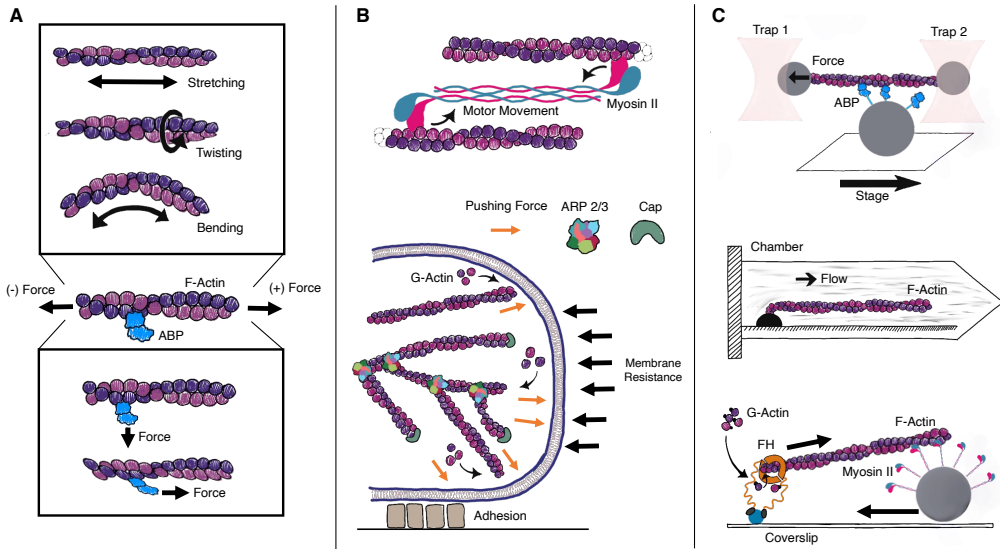 A
Stretching
Twisting
Bending
(-) Force
F-Actin
(+) Force
ABP
Force
Force
B
Motor Movement
Myosin II
Pushing Force
ARP 2/3
Cap
G-Actin
Membrane
Resistance
Adhesion
C
Trap 1
Trap 2
Force
ABP
Stage
Chamber
Flow
F-Actin
G-Actin
FH
F-Actin
Myosin II
Coverslip